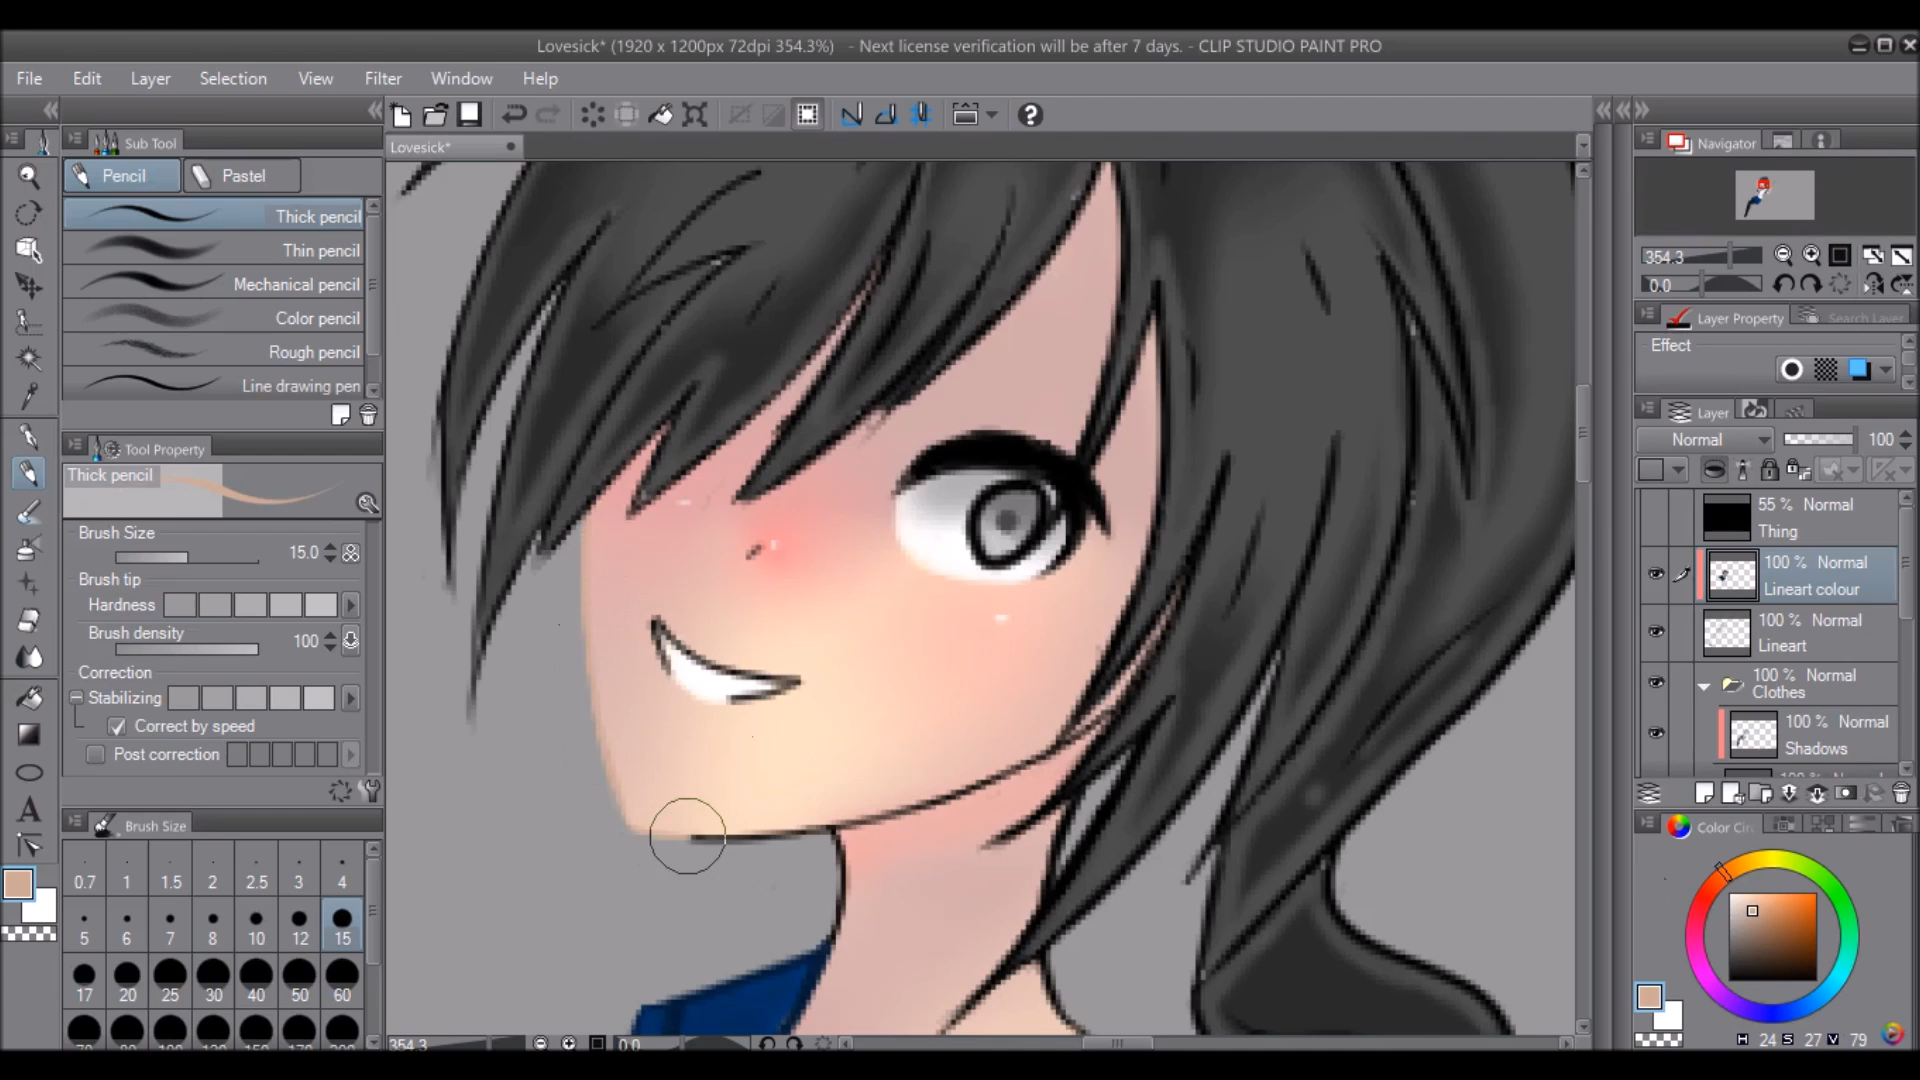 Lovesick* (1920 x 1200px 72dpi 354.3%) - Next license verification will be after 7 days. - CLIP STUDIO PAINT PRO
File Edit Layer Selection View Filter Window Help
Sub Tool
Lovesick*
Navigator
Pencil Pastel
Thick pencil
Thin pencil
Mechanical pencil
Color pencil
Rough pencil
Line drawing pen
354.3
0.0
Layer Property Search Layer
Effect
Tool Property
Thick pencil
Brush Size
15.0
Brush tip
Hardness
Brush density
100
Correction
Stabilizing
Correct by speed
Post correction
Layer
Normal 100
55 % Normal
Thing
100 % Normal
Lineart colour
100 % Normal
Lineart
100 % Normal
Clothes
100 % Normal
Shadows
Brush Size
0.7 1 1.5 2 2.5 3 4
5 6 7 8 10 12 15
17 20 25 30 40 50 60
Color Circ
354.3 0.0
H 24 S 27 V 79